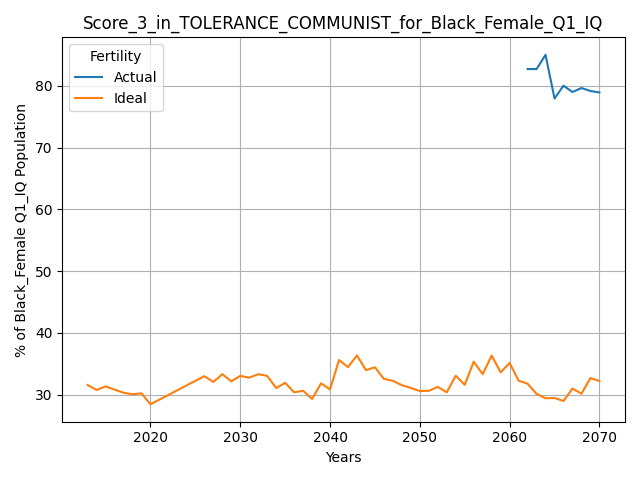 Score_3_in_TOLERANCE_COMMUNIST_for_Black_Female_Q1_IQ
Fertility
Actual
Ideal
% of Black_Female Q1_IQ Population
80
70
60
50
40
30
2020 2030 2040 2050 2060 2070
Years